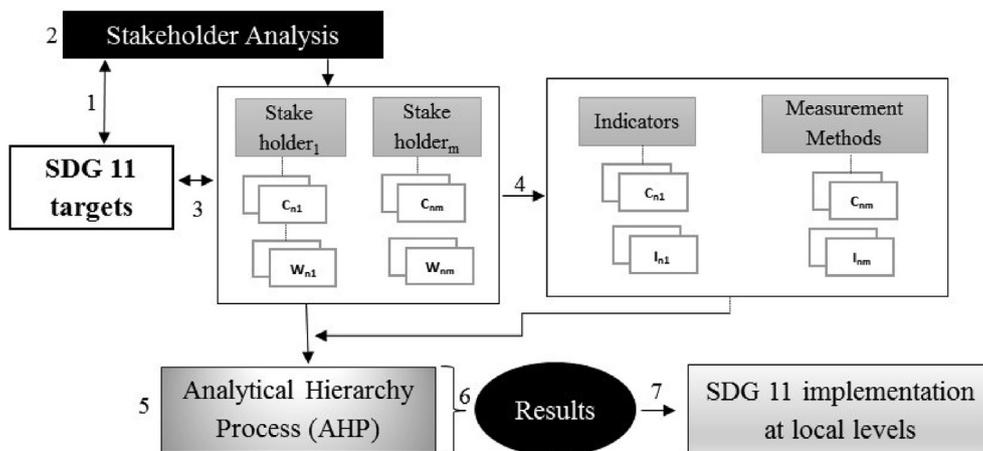 2 Stakeholder Analysis
1
SDG 11
targets
3
Stake
holder1
Cn1
Wn1
Stake
holderm
Cnm
Wnm
4
Indicators
Cn1
In1
Measurement
Methods
Cnm
Inm
5 Analytical Hierarchy
Process (AHP)
6
Results
7
SDG 11 implementation
at local levels